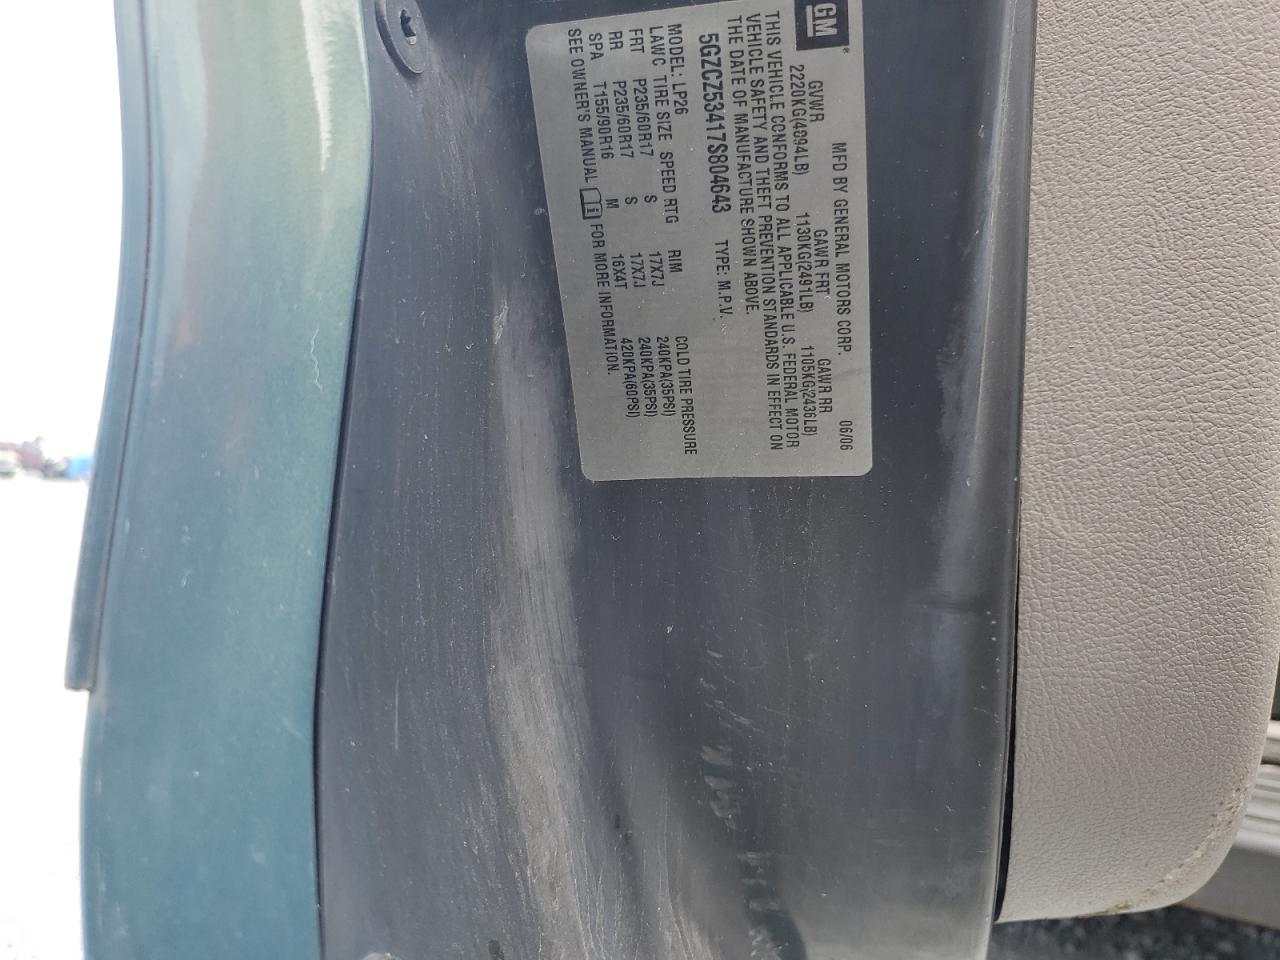 GM
MFD BY GENERAL MOTORS CORP. 06/06
GVWR GAWR FRT GAWR RR
2220KG(4894LB) 1130KG(2491LB) 1105KG(2436LB)
THIS VEHICLE CONFORMS TO ALL APPLICABLE U.S. FEDERAL MOTOR
VEHICLE SAFETY AND THEFT PREVENTION STANDARDS IN EFFECT ON
THE DATE OF MANUFACTURE SHOWN ABOVE.
5GZCZ53417S804643 TYPE: M.P.V.
MODEL: LP26 COLD TIRE PRESSURE
LAWC TIRE SIZE SPEED RTG RIM
FRT P235/60R17 S 17X7J 240KPA(35PSI)
RR P235/60R17 S 17X7J 240KPA(35PSI)
SPA T155/90R16 M 16X4T 420KPA(60PSI)
SEE OWNER'S MANUAL i FOR MORE INFORMATION.